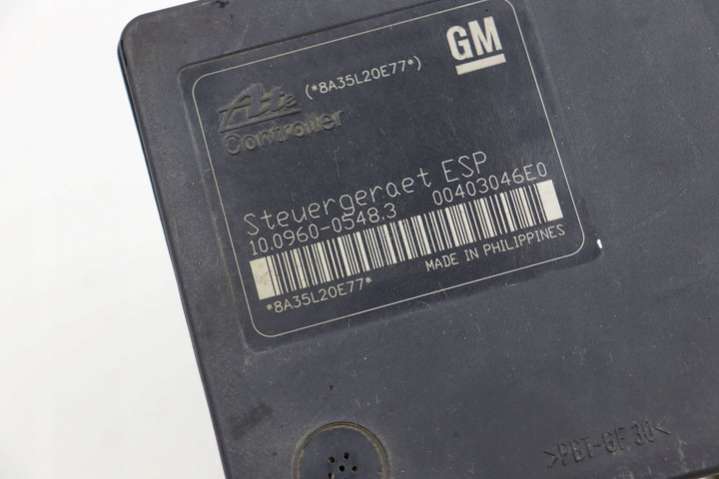 GM
Ate (*8A35L20E77*)
Controller
Steuergeraet ESP
10.0960-0548.3 00403046E0
MADE IN PHILIPPINES
*8A35L20E77*
>PBT-GF30<